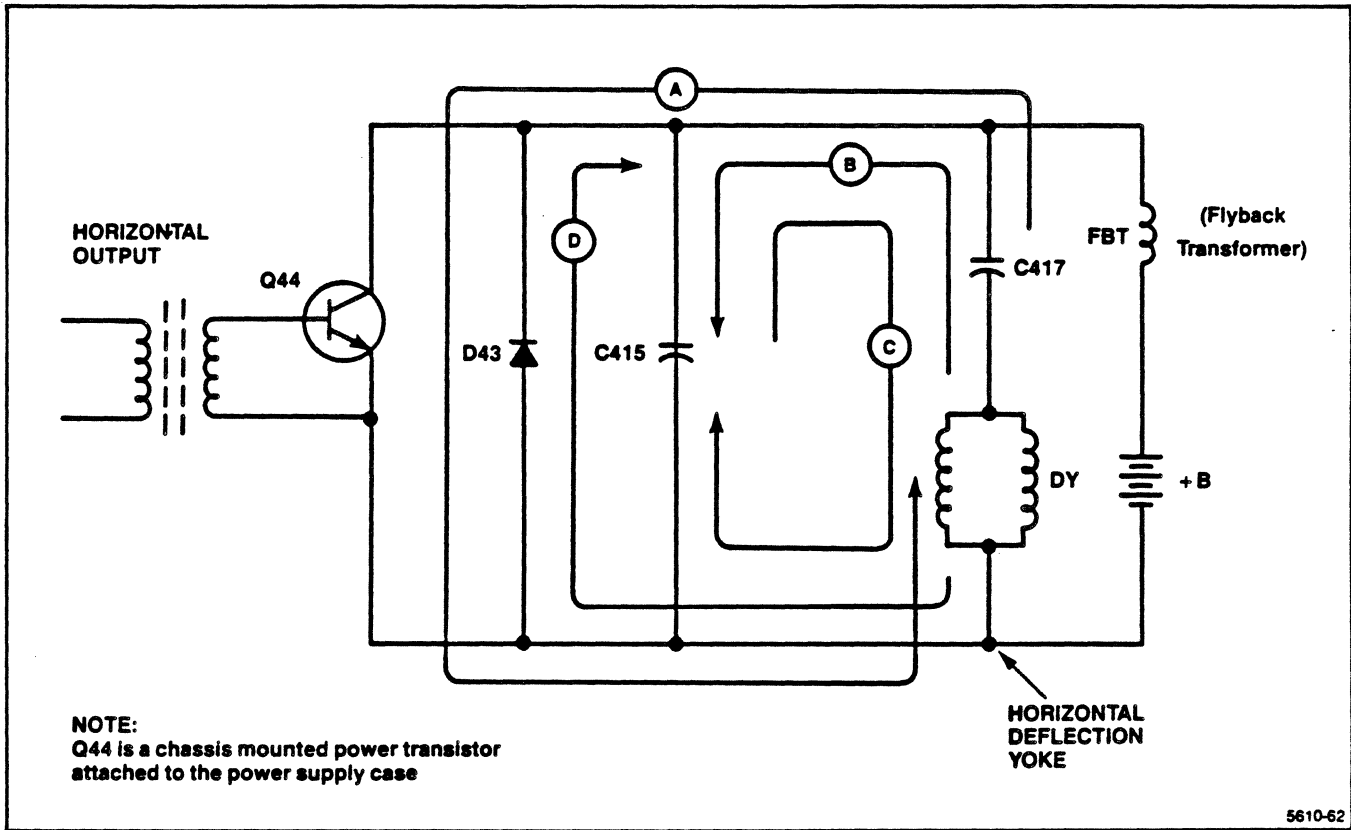 A
B
HORIZONTAL
OUTPUT
Q44
D
FBT
(Flyback
Transformer)
C417
D43
C415
C
DY
+B
NOTE:
Q44 is a chassis mounted power transistor
attached to the power supply case
HORIZONTAL
DEFLECTION
YOKE
5610-62